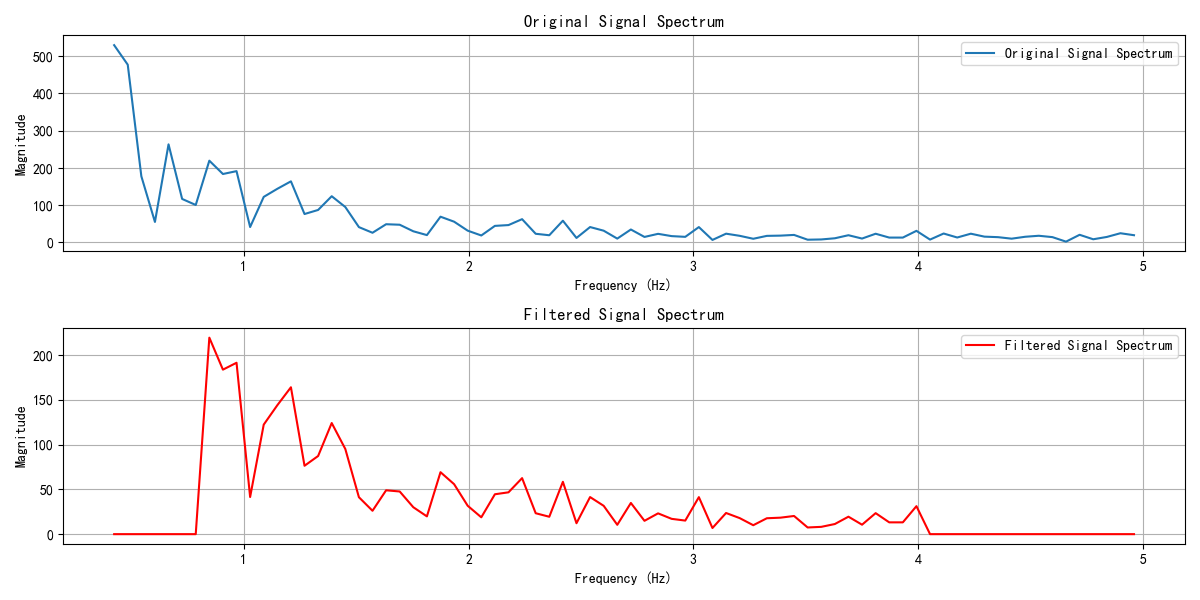 Original Signal Spectrum
Original Signal Spectrum
Magnitude
500
400
300
200
100
0
1
2
3
4
5
Frequency (Hz)
Filtered Signal Spectrum
Filtered Signal Spectrum
Magnitude
200
150
100
50
0
1
2
3
4
5
Frequency (Hz)